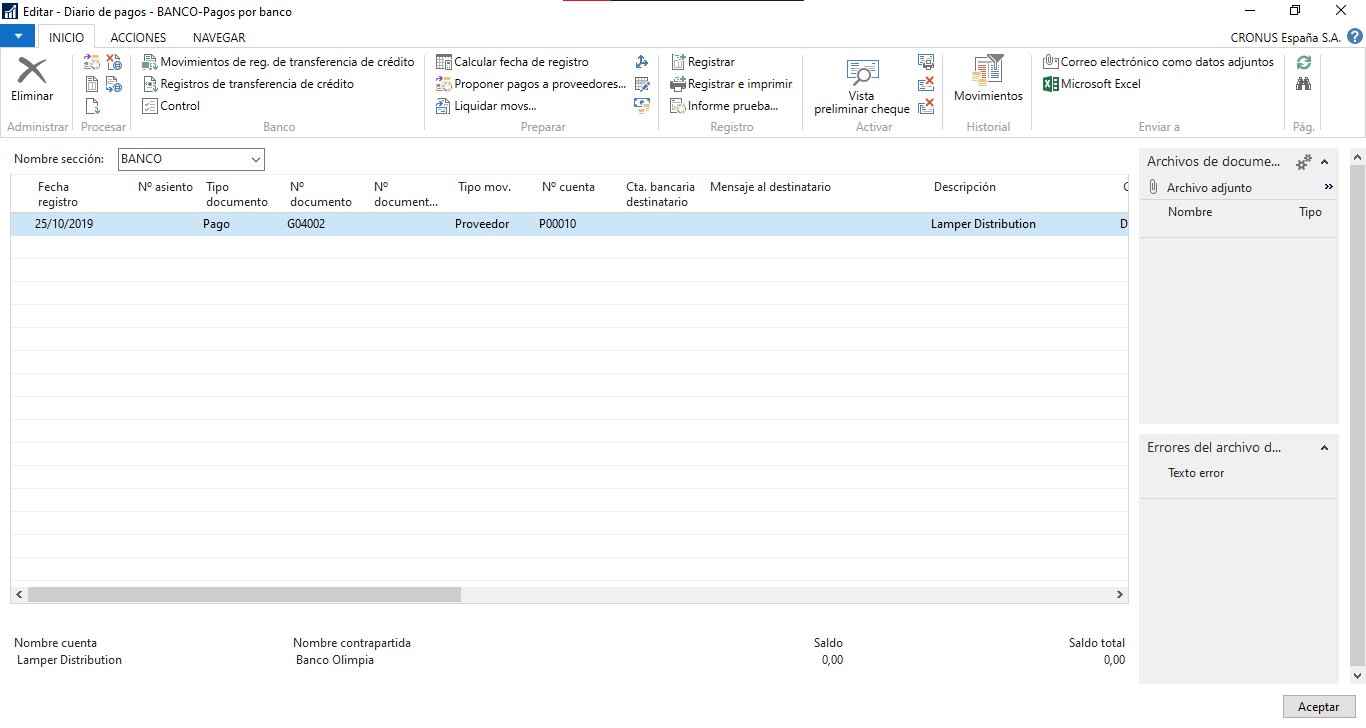 Editar - Diario de pagos - BANCO-Pagos por banco
INICIO ACCIONES NAVEGAR CRONUS España S.A.
Eliminar
Administrar
Procesar
Movimientos de reg. de transferencia de crédito
Registros de transferencia de crédito
Control
Banco
Calcular fecha de registro
Proponer pagos a proveedores...
Liquidar movs...
Preparar
Registrar
Registrar e imprimir
Informe prueba...
Registro
Vista
preliminar cheque
Activar
Movimientos
Historial
Correo electrónico como datos adjuntos
Microsoft Excel
Enviar a
Pág.
Nombre sección: BANCO
Fecha registro Nº asiento Tipo documento Nº documento Nº document... Tipo mov. Nº cuenta Cta. bancaria destinatario Mensaje al destinatario Descripción
25/10/2019 Pago G04002 Proveedor P00010 Lamper Distribution D
Archivos de docume...
Archivo adjunto
Nombre Tipo
Errores del archivo d...
Texto error
Nombre cuenta Nombre contrapartida Saldo Saldo total
Lamper Distribution Banco Olimpia 0,00 0,00
Aceptar